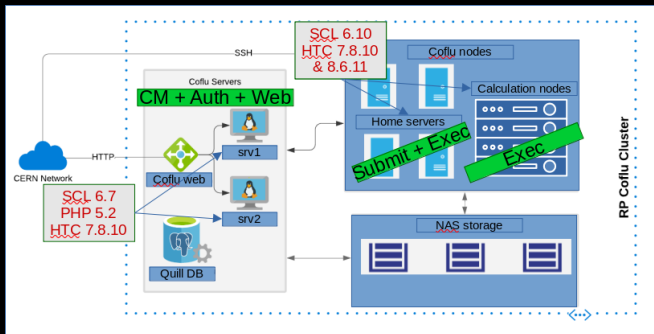 SCL 6.10
HTC 7.8.10
& 8.6.11
SSH
Coflu nodes
Coflu Servers
CM + Auth + Web
Calculation nodes
Home servers
srv1
Submit + Exec
Exec
HTTP
CERN Network
Coflu web
SCL 6.7
PHP 5.2
HTC 7.8.10
srv2
NAS storage
Quill DB
RP Coflu Cluster